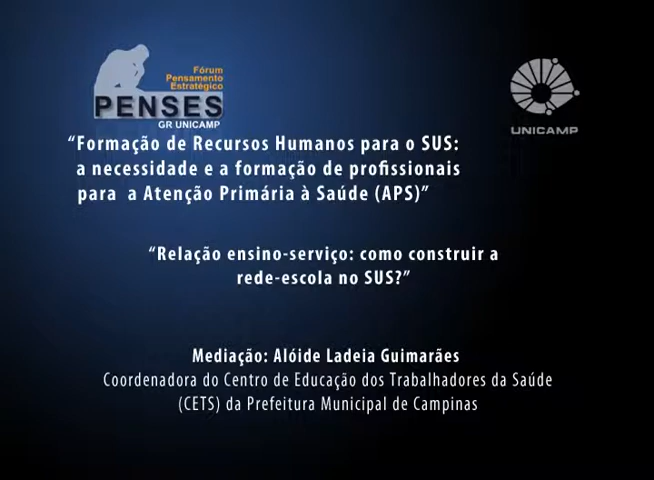 Fórum
Pensamento
Estratégico
PENSES
GR UNICAMP
UNICAMP
“Formação de Recursos Humanos para o SUS:
a necessidade e a formação de profissionais
para a Atenção Primária à Saúde (APS)”
“Relação ensino-serviço: como construir a
rede-escola no SUS?”
Mediação: Alóide Ladeia Guimarães
Coordenadora do Centro de Educação dos Trabalhadores da Saúde
(CETS) da Prefeitura Municipal de Campinas